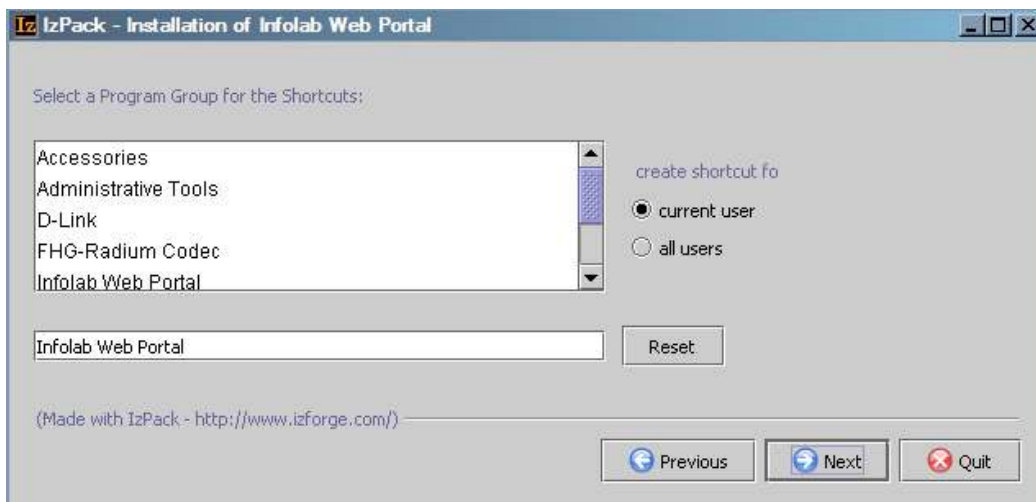 Iz IzPack - Installation of Infolab Web Portal
Select a Program Group for the Shortcuts:
Accessories
Administrative Tools
D-Link
FHG-Radium Codec
Infolab Web Portal
create shortcut fo
current user
all users
Infolab Web Portal
Reset
(Made with IzPack - http://www.izforge.com/)
Previous
Next
Quit